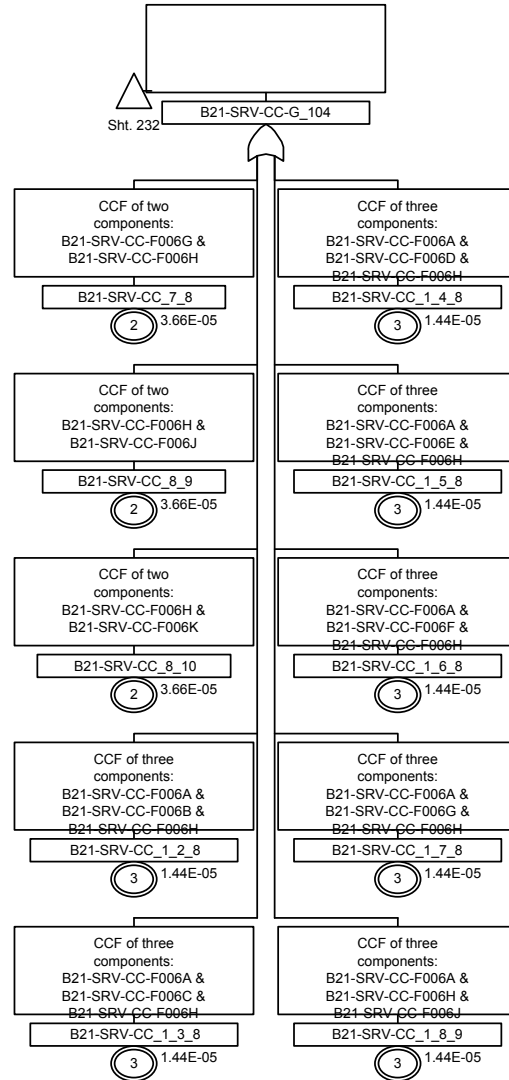 B21-SRV-CC-G_104
Sht. 232
CCF of two
components:
B21-SRV-CC-F006G &
B21-SRV-CC-F006H
B21-SRV-CC_7_8
2
3.66E-05
CCF of three
components:
B21-SRV-CC-F006A &
B21-SRV-CC-F006D &
B21-SRV-CC-F006H
B21-SRV-CC_1_4_8
3
1.44E-05
CCF of two
components:
B21-SRV-CC-F006H &
B21-SRV-CC-F006J
B21-SRV-CC_8_9
2
3.66E-05
CCF of three
components:
B21-SRV-CC-F006A &
B21-SRV-CC-F006E &
B21-SRV-CC-F006H
B21-SRV-CC_1_5_8
3
1.44E-05
CCF of two
components:
B21-SRV-CC-F006H &
B21-SRV-CC-F006K
B21-SRV-CC_8_10
2
3.66E-05
CCF of three
components:
B21-SRV-CC-F006A &
B21-SRV-CC-F006F &
B21-SRV-CC-F006H
B21-SRV-CC_1_6_8
3
1.44E-05
CCF of three
components:
B21-SRV-CC-F006A &
B21-SRV-CC-F006B &
B21-SRV-CC-F006H
B21-SRV-CC_1_2_8
3
1.44E-05
CCF of three
components:
B21-SRV-CC-F006A &
B21-SRV-CC-F006G &
B21-SRV-CC-F006H
B21-SRV-CC_1_7_8
3
1.44E-05
CCF of three
components:
B21-SRV-CC-F006A &
B21-SRV-CC-F006C &
B21-SRV-CC-F006H
B21-SRV-CC_1_3_8
3
1.44E-05
CCF of three
components:
B21-SRV-CC-F006A &
B21-SRV-CC-F006H &
B21-SRV-CC-F006J
B21-SRV-CC_1_8_9
3
1.44E-05